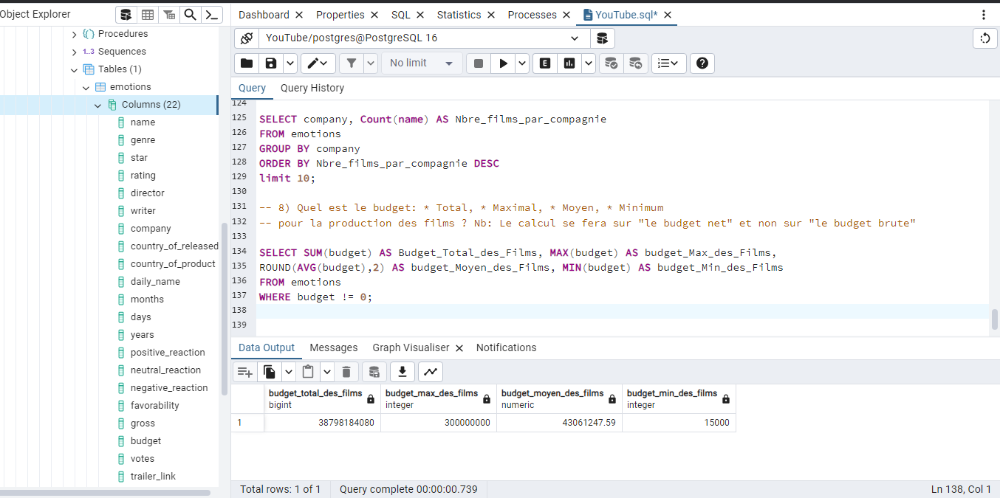 Object Explorer
Procedures
1..3 Sequences
Tables (1)
emotions
Columns (22)
name
genre
star
rating
director
writer
company
country_of_released
country_of_product
daily_name
months
days
years
positive_reaction
neutral_reaction
negative_reaction
favorability
gross
budget
votes
trailer_link
Dashboard Properties SQL Statistics Processes YouTube.sql*
YouTube/postgres@PostgreSQL 16
No limit
E
Query Query History
124
125 SELECT company, Count(name) AS Nbre_films_par_compagnie
126 FROM emotions
127 GROUP BY company
128 ORDER BY Nbre_films_par_compagnie DESC
129 limit 10;
130
131 -- 8) Quel est le budget: * Total, * Maximal, * Moyen, * Minimum
132 -- pour la production des films ? Nb: Le calcul se fera sur "le budget net" et non sur "le budget brute"
133
134 SELECT SUM(budget) AS Budget_Total_des_Films, MAX(budget) AS budget_Max_des_Films,
135 ROUND(AVG(budget),2) AS budget_Moyen_des_Films, MIN(budget) AS budget_Min_des_Films
136 FROM emotions
137 WHERE budget != 0;
138
139
Data Output Messages Graph Visualiser Notifications
budget_total_des_films budget_max_des_films budget_moyen_des_films budget_min_des_films
bigint integer numeric integer
1 38798184080 300000000 43061247.59 15000
Total rows: 1 of 1 Query complete 00:00:00.739 Ln 138, Col 1